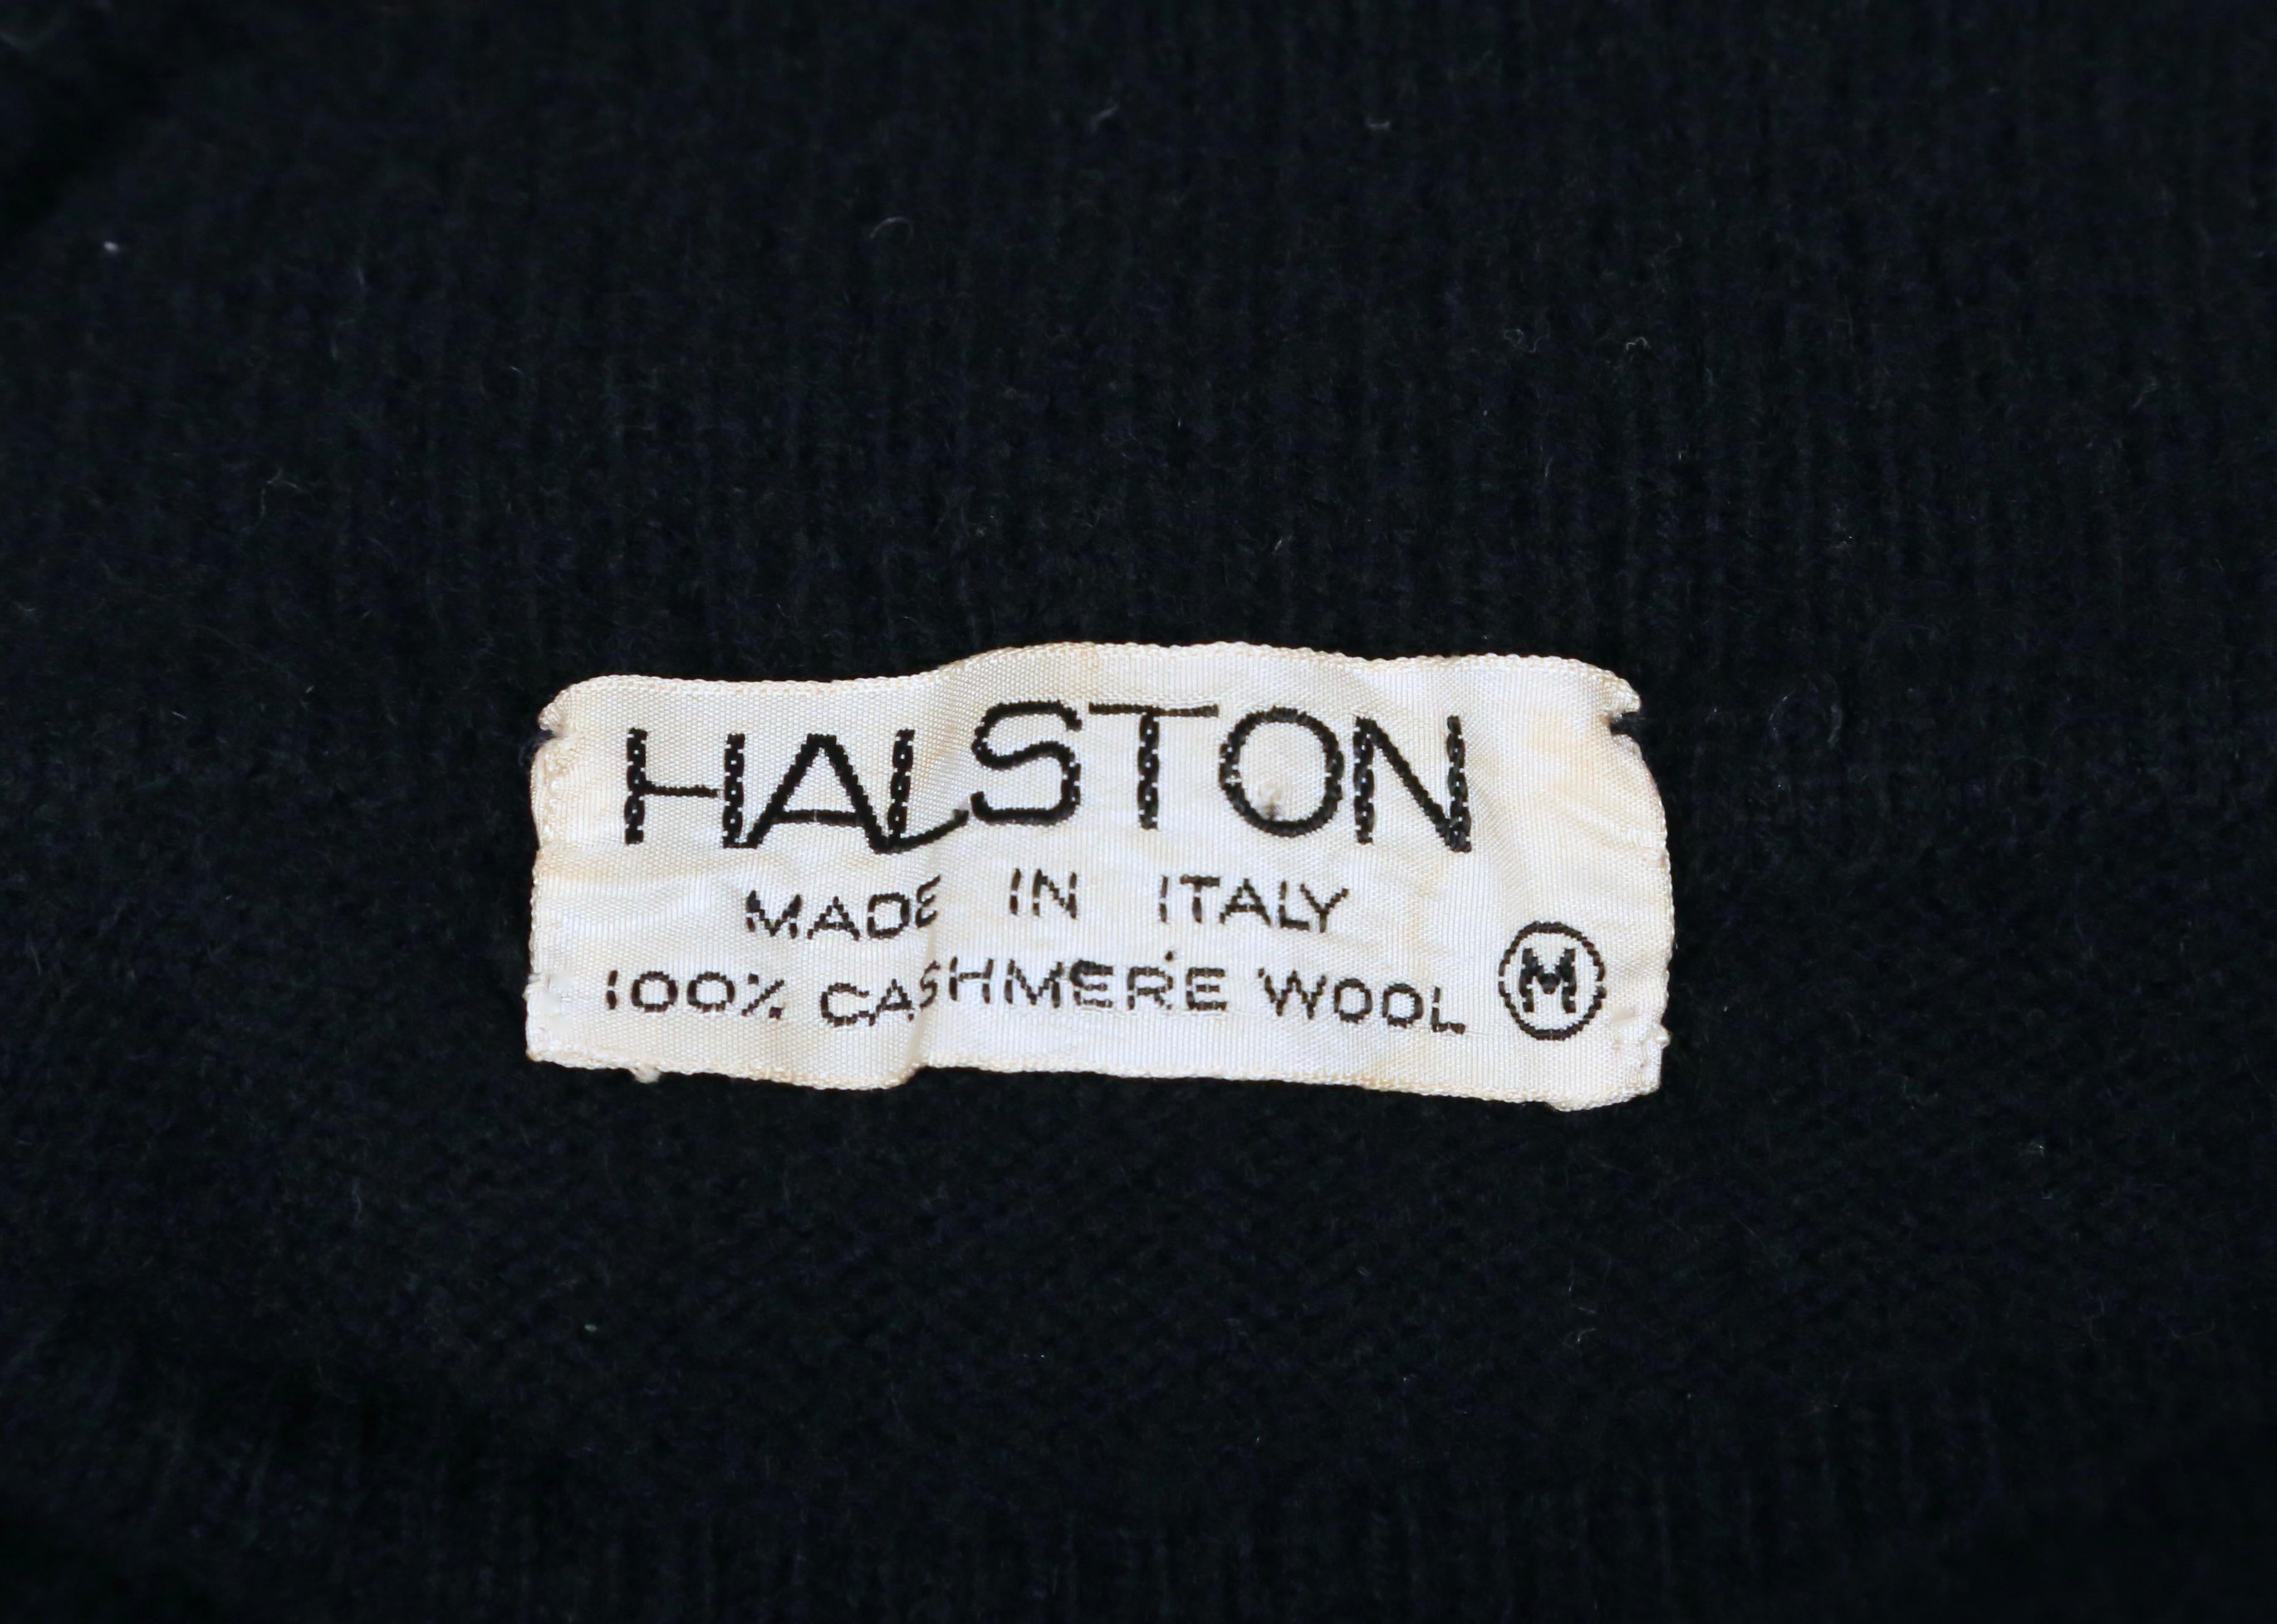 HALSTON
MADE IN ITALY
100% CASHMERE WOOL M